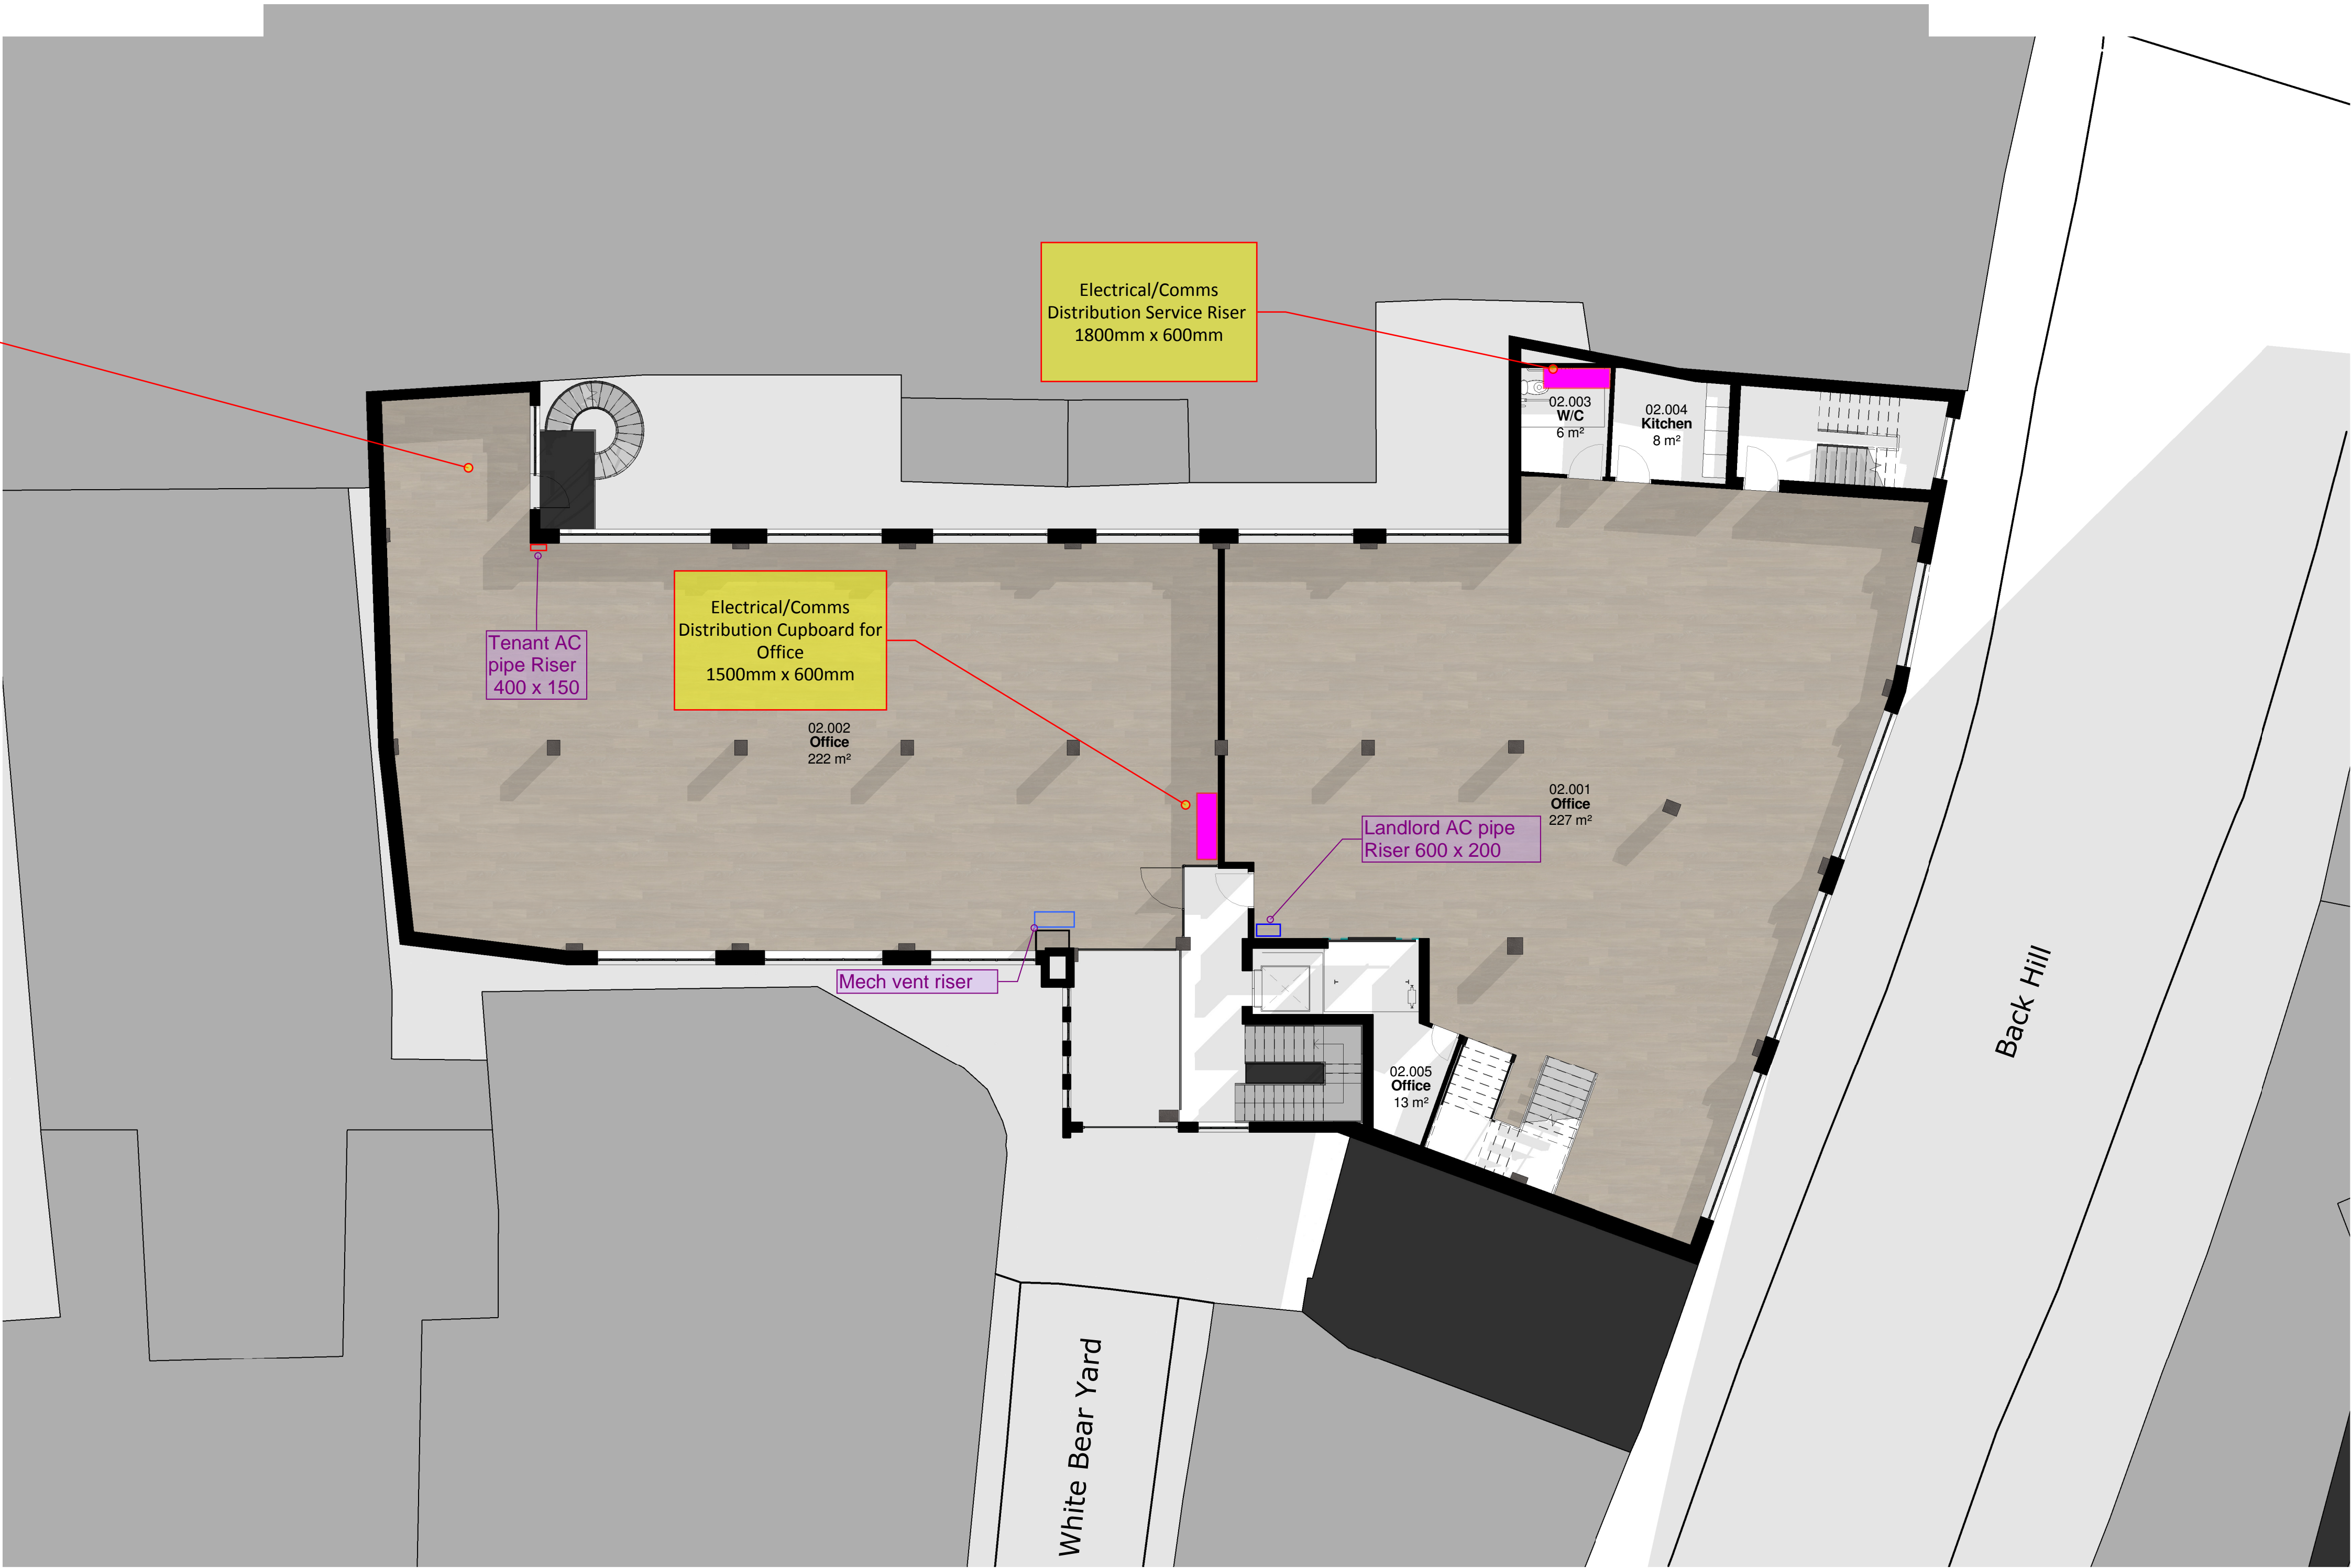 Electrical/Comms
Distribution Service Riser
1800mm x 600mm
02.003
W/C
6 m²
02.004
Kitchen
8 m²
Electrical/Comms
Distribution Cupboard for
Office
1500mm x 600mm
Tenant AC
pipe Riser
400 x 150
02.002
Office
222 m²
02.001
Office
227 m²
Landlord AC pipe
Riser 600 x 200
Mech vent riser
02.005
Office
13 m²
Back Hill
White Bear Yard